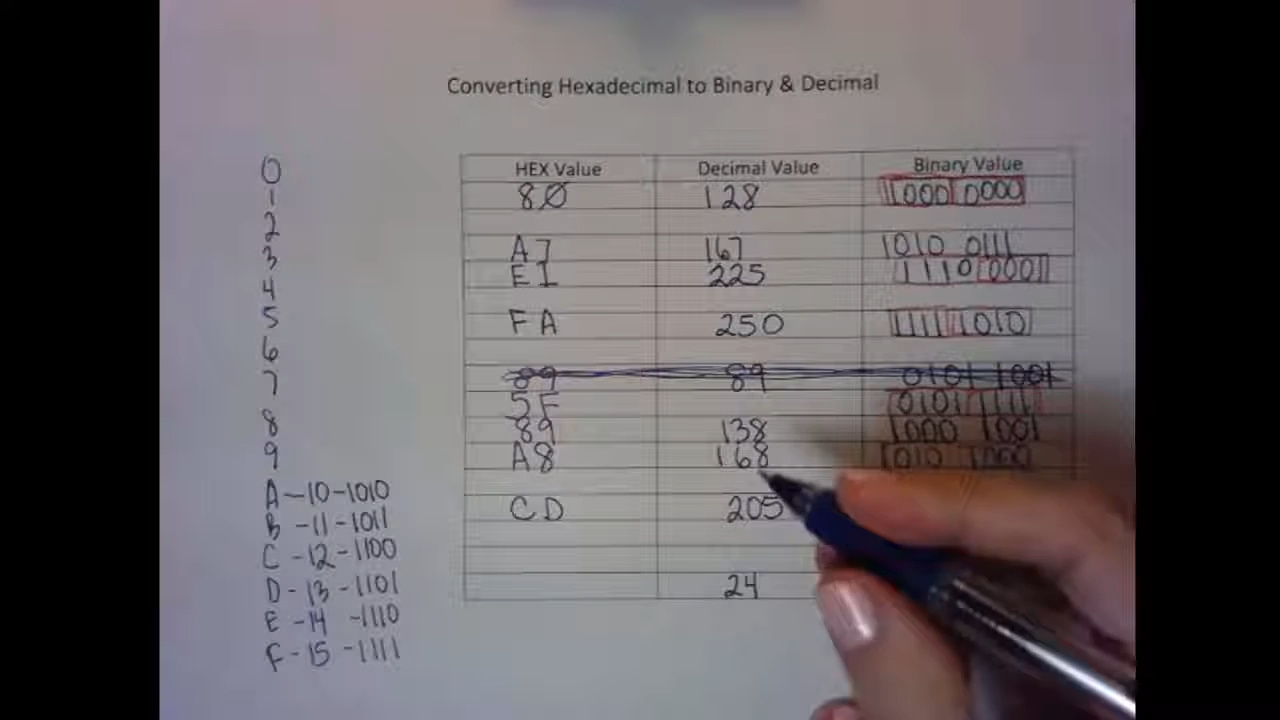 Converting Hexadecimal to Binary & Decimal
HEX Value Decimal Value Binary Value
80 128 1000 0000
A7 167 1010 0111
E1 225 1110 0001
FA 250 1111 1010
89 89 0101 1001
5F 0101 1111
89 138 1000 1001
A8 168 1010 1000
CD 205
24
0
1
2
3
4
5
6
7
8
9
A - 10 - 1010
B - 11 - 1011
C - 12 - 1100
D - 13 - 1101
E - 14 - 1110
F - 15 - 1111